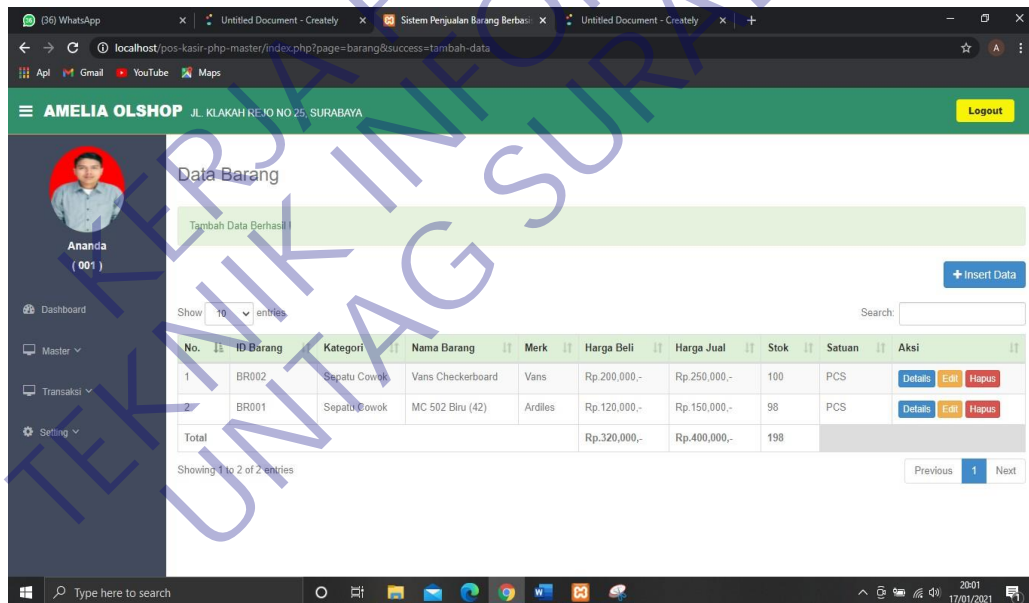 (36) WhatsApp
Untitled Document - Creately
Sistem Penjualan Barang Berbasi
Untitled Document - Creately
localhost/pos-kasir-php-master/index.php?page=barang&success=tambah-data
A
Apl Gmail YouTube Maps
AMELIA OLSHOP JL. KLAKAH REJO NO 25, SURABAYA
Logout
Data Barang
Tambah Data Berhasil !
Ananda
( 001 )
+ Insert Data
Dashboard
Master
Transaksi
Setting
Show 10 entries
Search:
No. ID Barang Kategori Nama Barang Merk Harga Beli Harga Jual Stok Satuan Aksi
1 BR002 Sepatu Cowok Vans Checkerboard Vans Rp.200,000,- Rp.250,000,- 100 PCS Details Edit Hapus
2 BR001 Sepatu Cowok MC 502 Biru (42) Ardiles Rp.120,000,- Rp.150,000,- 98 PCS Details Edit Hapus
Total Rp.320,000,- Rp.400,000,- 198
Showing 1 to 2 of 2 entries
Previous 1 Next
Type here to search
20:01
17/01/2021
KERJA
TEKNIK INFOR
UNTAG SURA